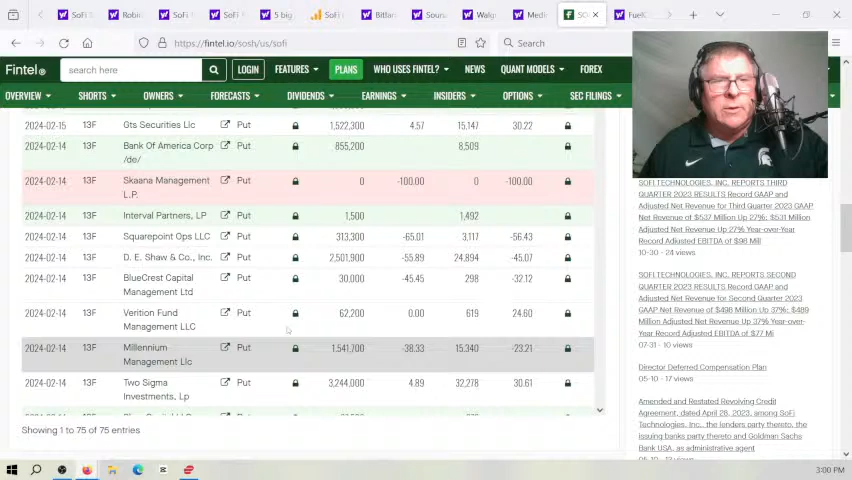 SoFi S
Robin
SoFi 
SoFi 
5 big
SoFi c
Bitfarr
Soura
Walgr
Medi
SO
FuelC
https://fintel.io/sosh/us/sofi
Search
Fintel
search here
LOGIN
FEATURES
PLANS
WHO USES FINTEL?
NEWS
QUANT MODELS
FOREX
OVERVIEW
SHORTS
OWNERS
FORECASTS
DIVIDENDS
EARNINGS
INSIDERS
OPTIONS
SEC FILINGS
2024-02-15 13F Gts Securities Llc Put 1,522,300 4.57 15,147 30.22
2024-02-14 13F Bank Of America Corp Put 855,200 8,509
/de/
2024-02-14 13F Skaana Management Put 0 -100.00 0 -100.00
L.P.
2024-02-14 13F Interval Partners, LP Put 1,500 1,492
2024-02-14 13F Squarepoint Ops LLC Put 313,300 -65.01 3,117 -56.43
2024-02-14 13F D. E. Shaw & Co., Inc. Put 2,501,900 -55.89 24,894 -45.07
2024-02-14 13F BlueCrest Capital Put 30,000 -45.45 298 -32.12
Management Ltd
2024-02-14 13F Verition Fund Put 62,200 0.00 619 24.60
Management LLC
2024-02-14 13F Millennium Put 1,541,700 -38.33 15,340 -23.21
Management Llc
2024-02-14 13F Two Sigma Put 3,244,000 4.89 32,278 30.61
Investments, Lp
Showing 1 to 75 of 75 entries
SOFI TECHNOLOGIES, INC. REPORTS THIRD
QUARTER 2023 RESULTS Record GAAP and
Adjusted Net Revenue for Third Quarter 2023 GAAP
Net Revenue of $537 Million Up 27%; $531 Million
Adjusted Net Revenue Up 27% Year-over-Year
Record Adjusted EBITDA of $98 Mill
10-30 - 24 views
SOFI TECHNOLOGIES, INC. REPORTS SECOND
QUARTER 2023 RESULTS Record GAAP and
Adjusted Net Revenue for Second Quarter 2023
GAAP Net Revenue of $498 Million Up 37%; $489
Million Adjusted Net Revenue Up 37% Year-over-
Year Record Adjusted EBITDA of $77 Mi
07-31 - 10 views
Director Deferred Compensation Plan
05-10 - 17 views
Amended and Restated Revolving Credit
Agreement, dated April 28, 2023, among SoFi
Technologies, Inc., the lenders party thereto, the
issuing banks party thereto and Goldman Sachs
Bank USA, as administrative agent
3:00 PM